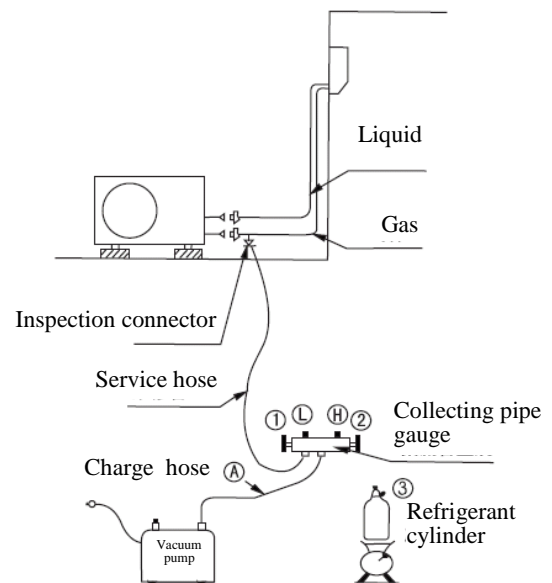 Liquid
Gas
Inspection connector
Service hose
① L H ②
Collecting pipe
gauge
Charge hose
A
③
Refrigerant
cylinder
Vacuum
pump